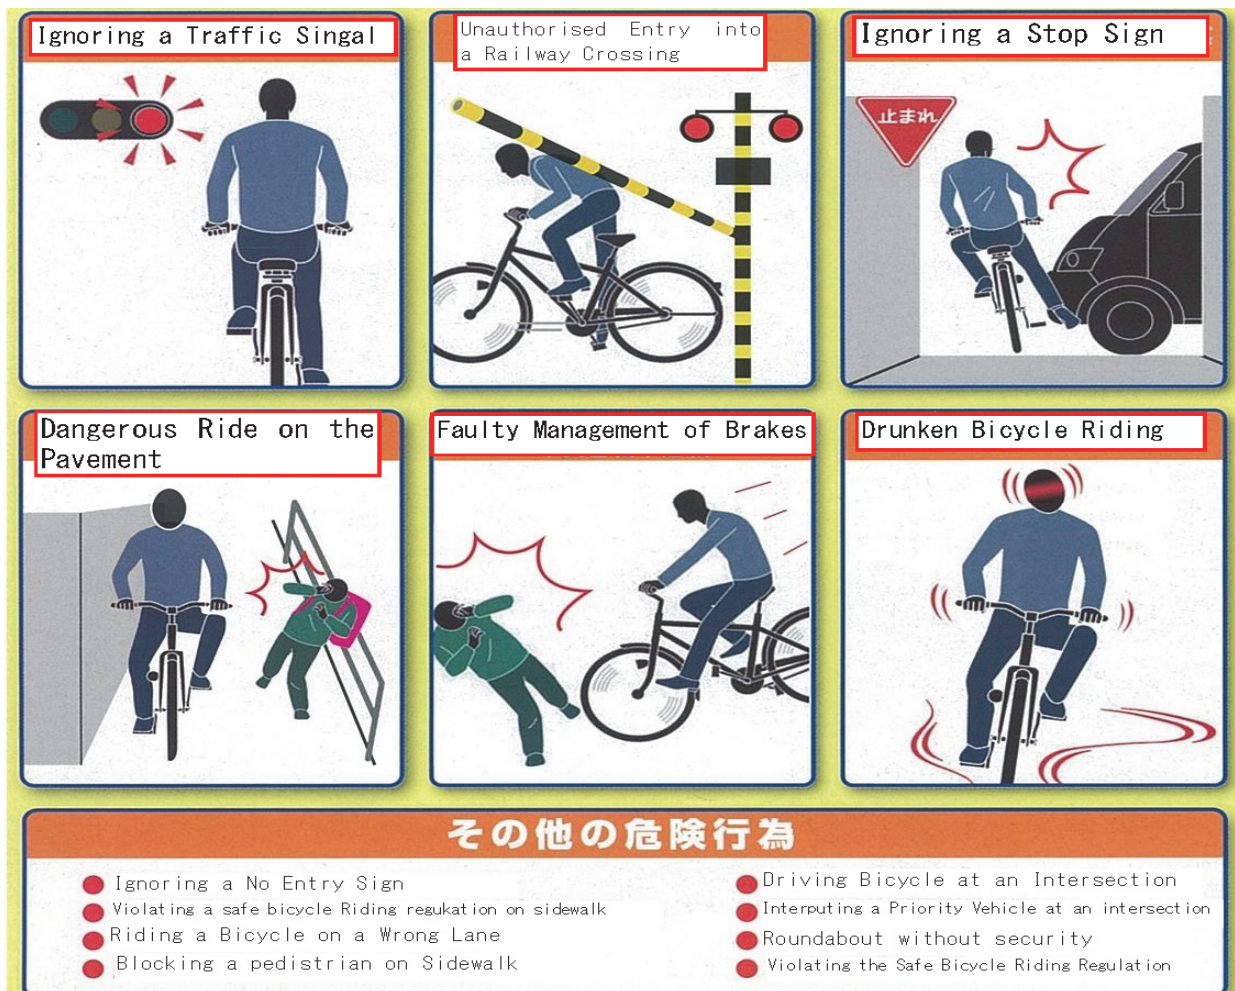 Ignoring a Traffic Singal
Unauthorised Entry into
a Railway Crossing
Ignoring a Stop Sign
止まれ
Dangerous Ride on the
Pavement
Faulty Management of Brakes
Drunken Bicycle Riding
その他の危険行為
Ignoring a No Entry Sign
Violating a safe bicycle Riding regukation on sidewalk
Riding a Bicycle on a Wrong Lane
Blocking a pedistrian on Sidewalk
Driving Bicycle at an Intersection
Interputing a Priority Vehicle at an intersection
Roundabout without security
Violating the Safe Bicycle Riding Regulation